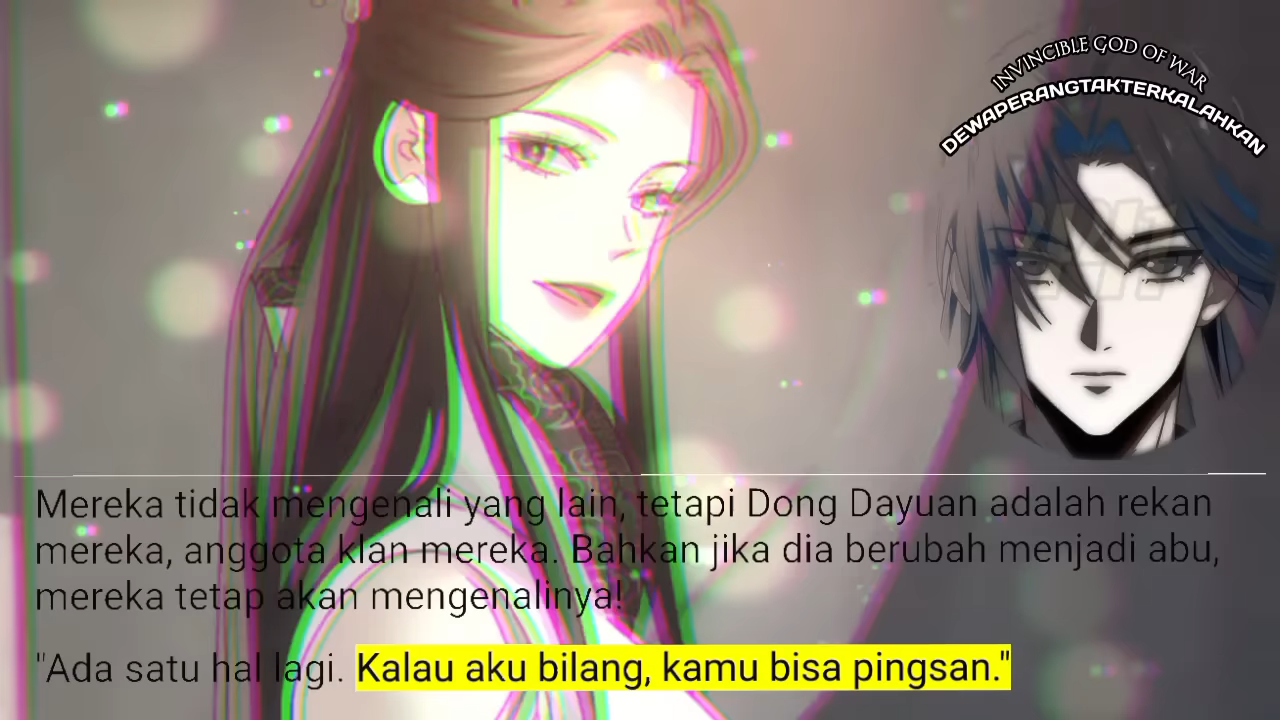 INVINCIBLE GOD OF WAR
DEWAPERANGTAKTERKALAHKAN
Mereka tidak mengenali yang lain, tetapi Dong Dayuan adalah rekan
mereka, anggota klan mereka. Bahkan jika dia berubah menjadi abu,
mereka tetap akan mengenalinya!
"Ada satu hal lagi. Kalau aku bilang, kamu bisa pingsan."